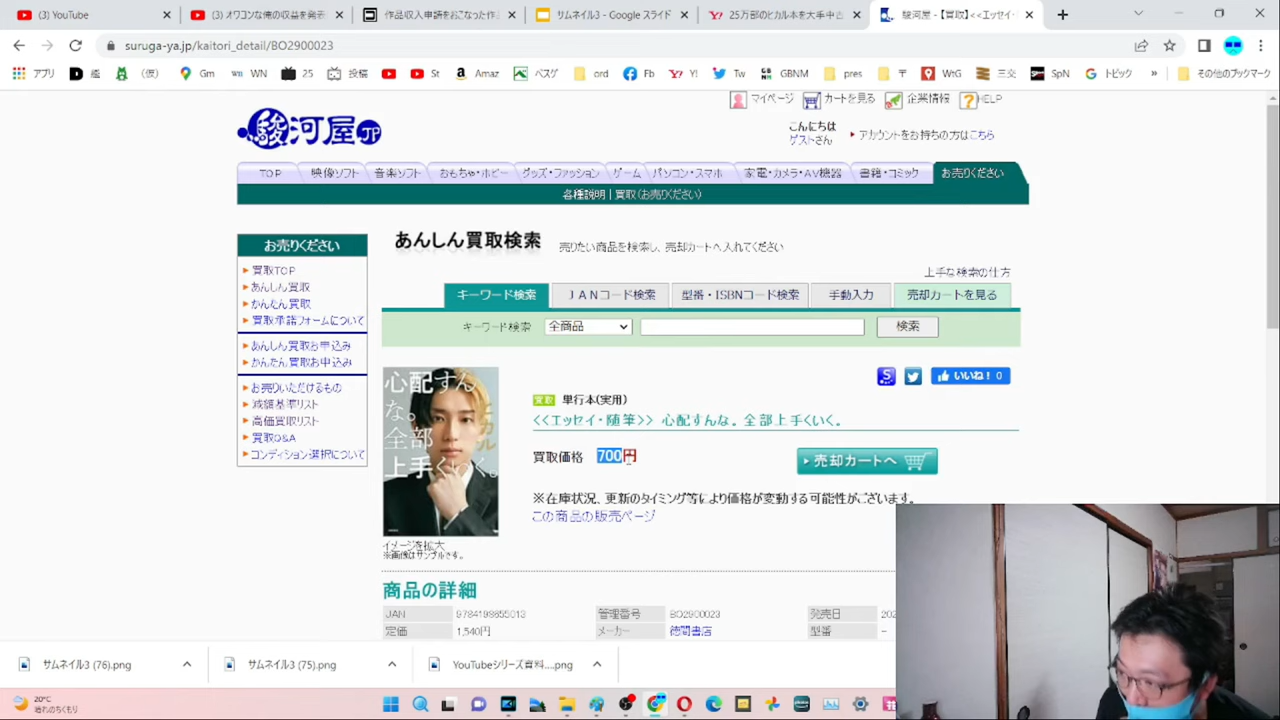 (3) YouTube
(3) オワコンな俺の収益を発表
作品収入申請をおこなった作
サムネイル3 - Google スライド
25万部のヒカル本を大手中古
駿河屋 - 【買取】<<エッセイ・
suruga-ya.jp/kaitori_detail/BO2900023
アプリ
艦
(仮)
Gm
WN
25
投稿
St
Amaz
ベスゲ
ord
Fb
Y!
Tw
GBNM
pres
〒
WtG
三交
SpN
トピック
»
その他のブックマーク
マイページ
カートを見る
企業情報
HELP
駿河屋JP
こんにちは
ゲストさん
アカウントをお持ちの方はこちら
TOP
映像ソフト
音楽ソフト
おもちゃ・ホビー
グッズ・ファッション
ゲーム
パソコン・スマホ
家電・カメラ・AV機器
書籍・コミック
お売りください
各種説明 | 買取(お売りください)
お売りください
買取TOP
あんしん買取
かんたん買取
買取承諾フォームについて
あんしん買取お申込み
かんたん買取お申込み
お売りいただけるもの
減額基準リスト
高価買取リスト
買取Q&A
コンディション選択について
あんしん買取検索
売りたい商品を検索し、売却カートへ入れてください
上手な検索の仕方
キーワード検索
JANコード検索
型番・ISBNコード検索
手動入力
売却カートを見る
キーワード検索
全商品
検索
心配すん
な。
全部
上手くいく。
イメージを拡大
※画像はサンプルです。
いいね! 0
買取 単行本(実用)
<<エッセイ・随筆>> 心配すんな。全部上手くいく。
買取価格 700円
売却カートへ
※在庫状況、更新のタイミング等により価格が変動する可能性がございます。
この商品の販売ページ
商品の詳細
JAN
9784198655013
管理番号
BO2900023
発売日
202
定価
1,540円
メーカー
徳間書店
型番
-
サムネイル3 (76).png
サムネイル3 (75).png
YouTubeシリーズ資料....png
20°C
晴れのちくもり